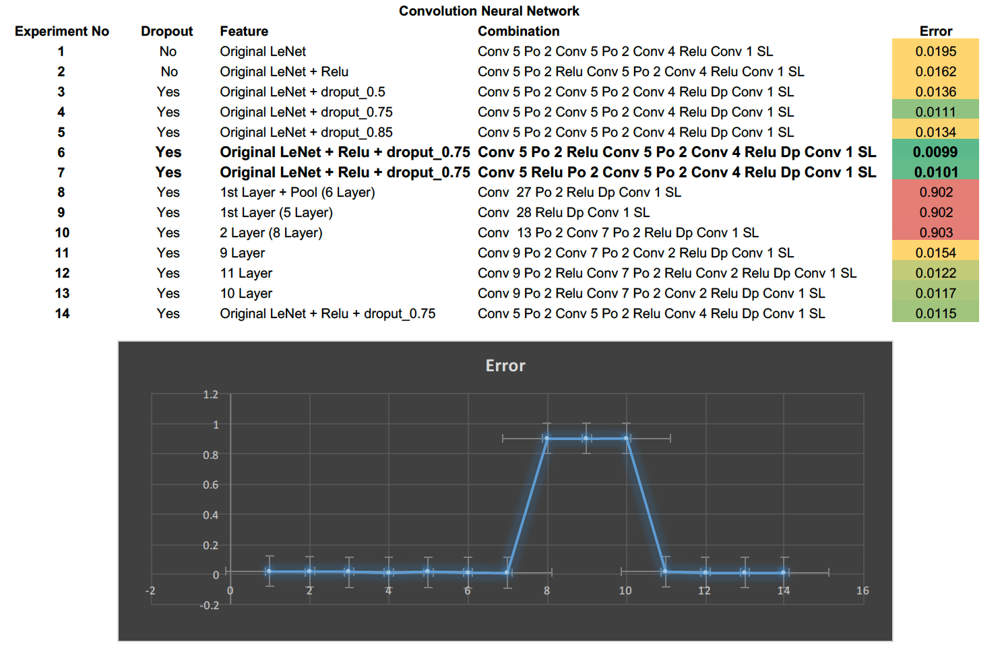 Convolution Neural Network
Experiment No Dropout Feature Combination Error
1 No Original LeNet Conv 5 Po 2 Conv 5 Po 2 Conv 4 Relu Conv 1 SL 0.0195
2 No Original LeNet + Relu Conv 5 Po 2 Relu Conv 5 Po 2 Conv 4 Relu Conv 1 SL 0.0162
3 Yes Original LeNet + droput_0.5 Conv 5 Po 2 Conv 5 Po 2 Conv 4 Relu Dp Conv 1 SL 0.0136
4 Yes Original LeNet + droput_0.75 Conv 5 Po 2 Conv 5 Po 2 Conv 4 Relu Dp Conv 1 SL 0.0111
5 Yes Original LeNet + droput_0.85 Conv 5 Po 2 Conv 5 Po 2 Conv 4 Relu Dp Conv 1 SL 0.0134
6 Yes Original LeNet + Relu + droput_0.75 Conv 5 Po 2 Relu Conv 5 Po 2 Conv 4 Relu Dp Conv 1 SL 0.0099
7 Yes Original LeNet + Relu + droput_0.75 Conv 5 Relu Po 2 Conv 5 Po 2 Conv 4 Relu Dp Conv 1 SL 0.0101
8 Yes 1st Layer + Pool (6 Layer) Conv 27 Po 2 Relu Dp Conv 1 SL 0.902
9 Yes 1st Layer (5 Layer) Conv 28 Relu Dp Conv 1 SL 0.902
10 Yes 2 Layer (8 Layer) Conv 13 Po 2 Conv 7 Po 2 Relu Dp Conv 1 SL 0.903
11 Yes 9 Layer Conv 9 Po 2 Conv 7 Po 2 Conv 2 Relu Dp Conv 1 SL 0.0154
12 Yes 11 Layer Conv 9 Po 2 Relu Conv 7 Po 2 Relu Conv 2 Relu Dp Conv 1 SL 0.0122
13 Yes 10 Layer Conv 9 Po 2 Relu Conv 7 Po 2 Conv 2 Relu Dp Conv 1 SL 0.0117
14 Yes Original LeNet + Relu + droput_0.75 Conv 5 Po 2 Conv 5 Po 2 Relu Conv 4 Relu Dp Conv 1 SL 0.0115
Error
1.2
1
0.8
0.6
0.4
0.2
0
-2 0 2 4 6 8 10 12 14 16
-0.2